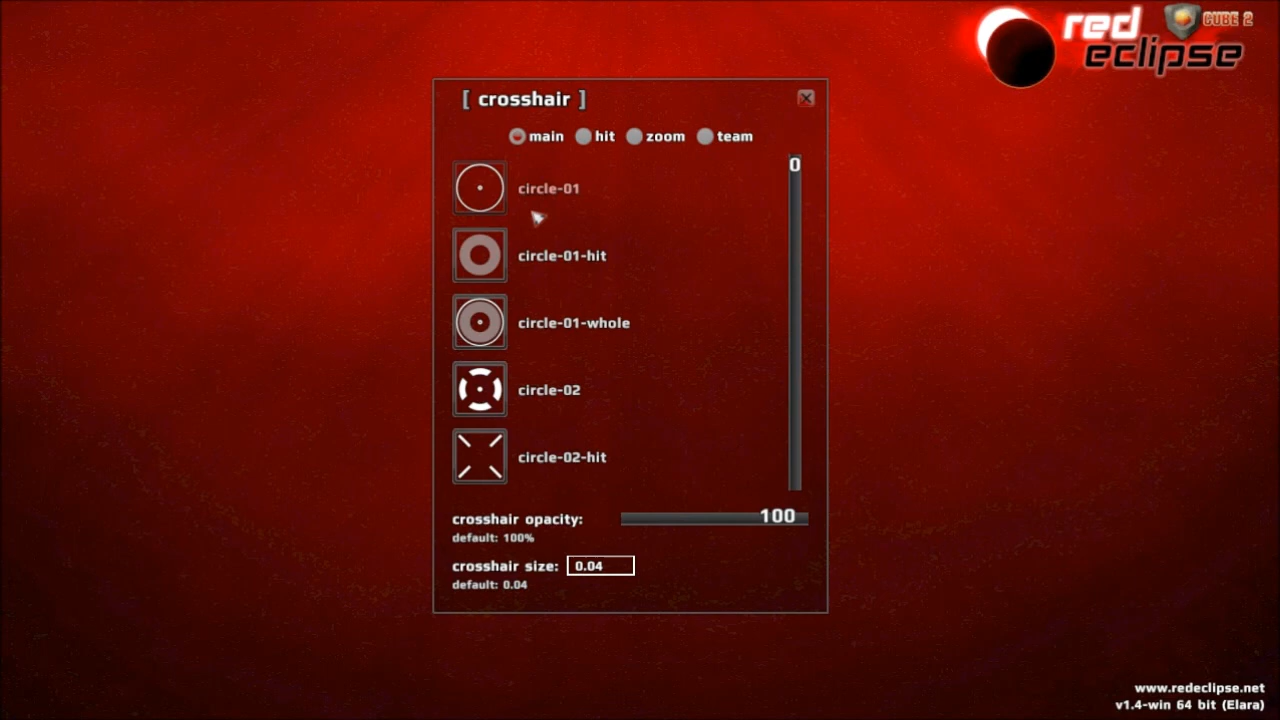 red
eclipse
CUBE 2
[ crosshair ]
main hit zoom team
0
circle-01
circle-01-hit
circle-01-whole
circle-02
circle-02-hit
crosshair opacity: 100
default: 100%
crosshair size: 0.04
default: 0.04
www.redeclipse.net
v1.4-win 64 bit (Elara)